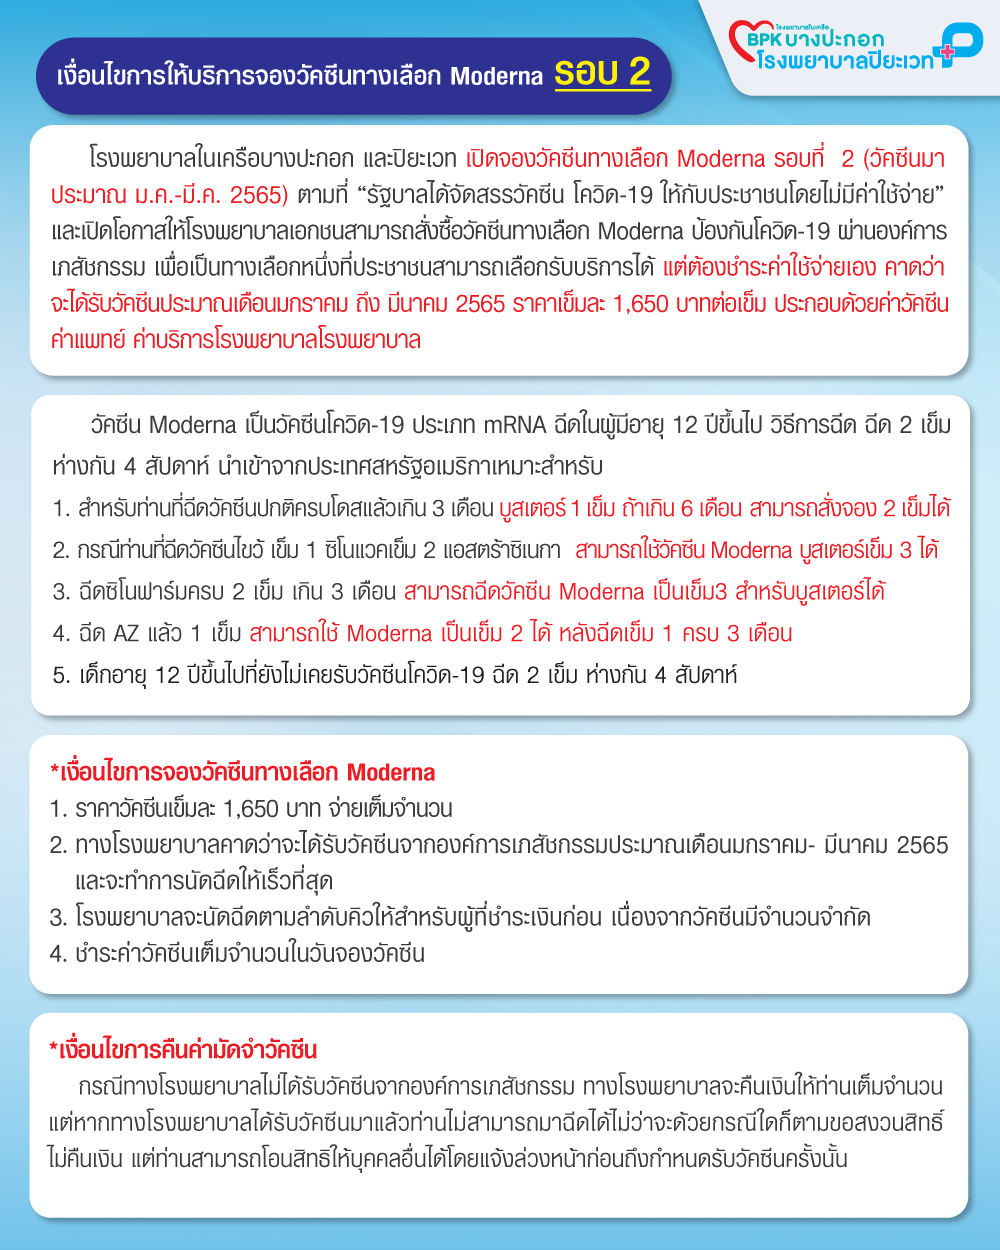 โรงพยาบาลในเครือ
BPK บางปะกอก
โรงพยาบาลปิยะเวท
เงื่อนไขการให้บริการจองวัคซีนทางเลือก Moderna รอบ 2
โรงพยาบาลในเครือบางปะกอก และปิยะเวท เปิดจองวัคซีนทางเลือก Moderna รอบที่ 2 (วัคซีนมา
ประมาณ ม.ค.-มี.ค. 2565) ตามที่ “รัฐบาลได้จัดสรรวัคซีน โควิด-19 ให้กับประชาชนโดยไม่มีค่าใช้จ่าย”
และเปิดโอกาสให้โรงพยาบาลเอกชนสามารถสั่งซื้อวัคซีนทางเลือก Moderna ป้องกันโควิด-19 ผ่านองค์การ
เภสัชกรรม เพื่อเป็นทางเลือกหนึ่งที่ประชาชนสามารถเลือกรับบริการได้ แต่ต้องชำระค่าใช้จ่ายเอง คาดว่า
จะได้รับวัคซีนประมาณเดือนมกราคม ถึง มีนาคม 2565 ราคาเข็มละ 1,650 บาทต่อเข็ม ประกอบด้วยค่าวัคซีน
ค่าแพทย์ ค่าบริการโรงพยาบาลโรงพยาบาล
วัคซีน Moderna เป็นวัคซีนโควิด-19 ประเภท mRNA ฉีดในผู้มีอายุ 12 ปีขึ้นไป วิธีการฉีด ฉีด 2 เข็ม
ห่างกัน 4 สัปดาห์ นำเข้าจากประเทศสหรัฐอเมริกาเหมาะสำหรับ
1. สำหรับท่านที่ฉีดวัคซีนปกติครบโดสแล้วเกิน 3 เดือน บูสเตอร์ 1 เข็ม ถ้าเกิน 6 เดือน สามารถสั่งจอง 2 เข็มได้
2. กรณีท่านที่ฉีดวัคซีนไขว้ เข็ม 1 ซิโนแวคเข็ม 2 แอสตร้าซิเนกา สามารถใช้วัคซีน Moderna บูสเตอร์เข็ม 3 ได้
3. ฉีดซิโนฟาร์มครบ 2 เข็ม เกิน 3 เดือน สามารถฉีดวัคซีน Moderna เป็นเข็ม3 สำหรับบูสเตอร์ได้
4. ฉีด AZ แล้ว 1 เข็ม สามารถใช้ Moderna เป็นเข็ม 2 ได้ หลังฉีดเข็ม 1 ครบ 3 เดือน
5. เด็กอายุ 12 ปีขึ้นไปที่ยังไม่เคยรับวัคซีนโควิด-19 ฉีด 2 เข็ม ห่างกัน 4 สัปดาห์
*เงื่อนไขการจองวัคซีนทางเลือก Moderna
1. ราคาวัคซีนเข็มละ 1,650 บาท จ่ายเต็มจำนวน
2. ทางโรงพยาบาลคาดว่าจะได้รับวัคซีนจากองค์การเภสัชกรรมประมาณเดือนมกราคม- มีนาคม 2565
และจะทำการนัดฉีดให้เร็วที่สุด
3. โรงพยาบาลจะนัดฉีดตามลำดับคิวให้สำหรับผู้ที่ชำระเงินก่อน เนื่องจากวัคซีนมีจำนวนจำกัด
4. ชำระค่าวัคซีนเต็มจำนวนในวันจองวัคซีน
*เงื่อนไขการคืนค่ามัดจำวัคซีน
กรณีทางโรงพยาบาลไม่ได้รับวัคซีนจากองค์การเภสัชกรรม ทางโรงพยาบาลจะคืนเงินให้ท่านเต็มจำนวน
แต่หากทางโรงพยาบาลได้รับวัคซีนมาแล้วท่านไม่สามารถมาฉีดได้ไม่ว่าจะด้วยกรณีใดก็ตามขอสงวนสิทธิ์
ไม่คืนเงิน แต่ท่านสามารถโอนสิทธิให้บุคคลอื่นได้โดยแจ้งล่วงหน้าก่อนถึงกำหนดรับวัคซีนครั้งนั้น